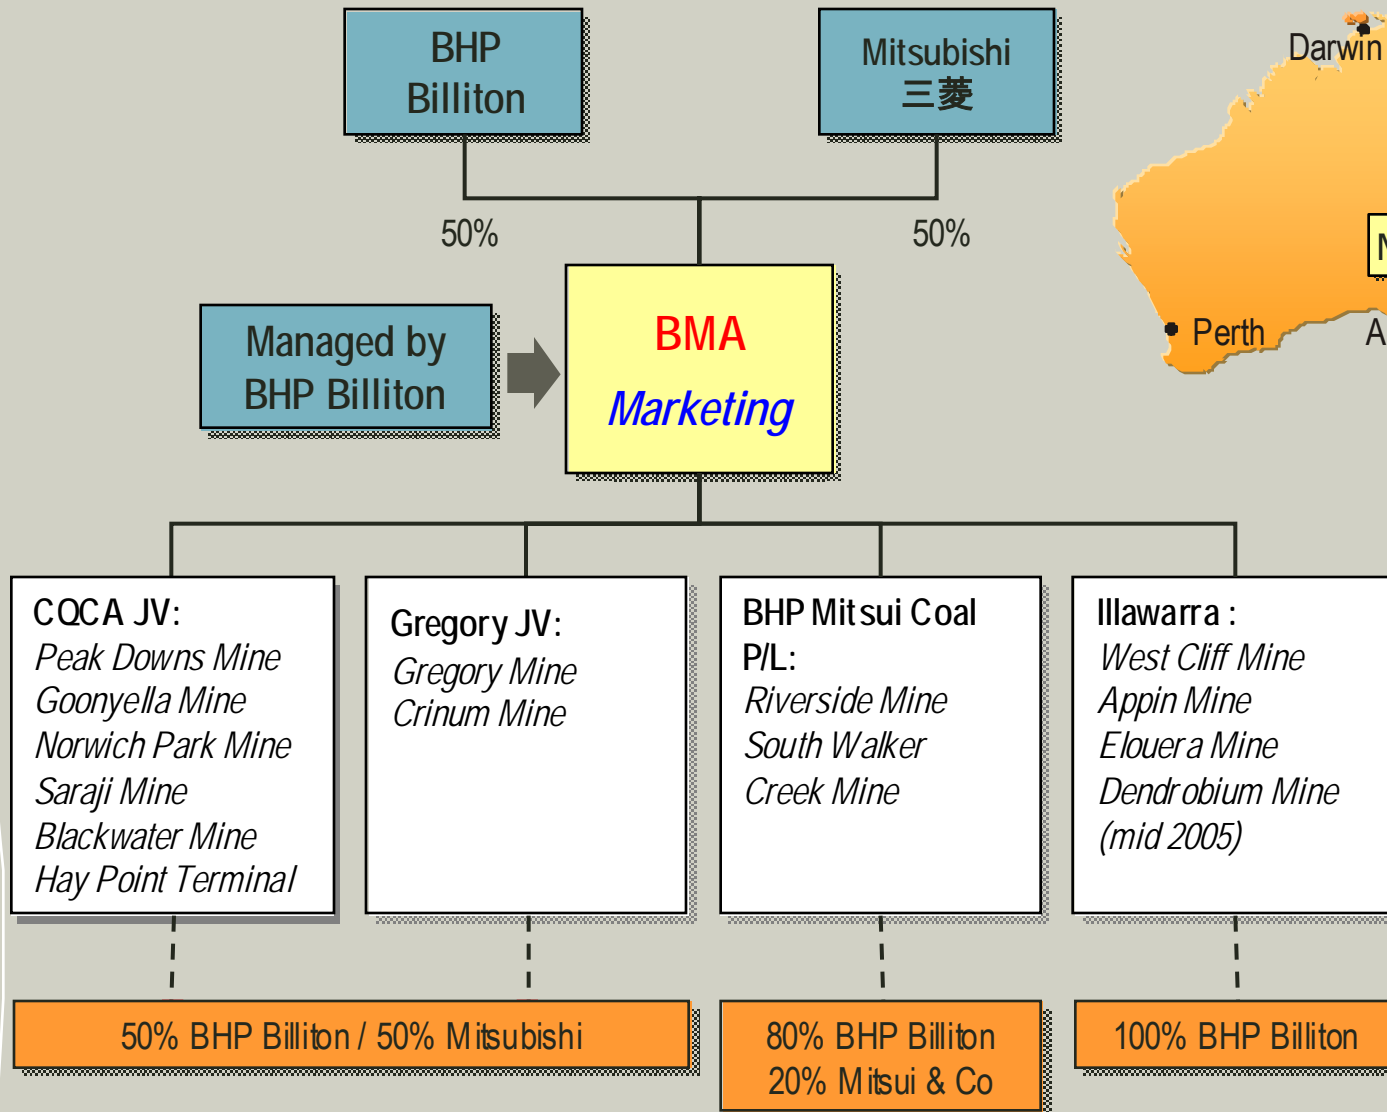 BHP
Billiton
Mitsubishi
三菱
Darwin
50%
50%
Managed by
BHP Billiton
BMA
Marketing
N
Perth
A
CQCA JV:
Peak Downs Mine
Goonyella Mine
Norwich Park Mine
Saraji Mine
Blackwater Mine
Hay Point Terminal
Gregory JV:
Gregory Mine
Crinum Mine
BHP Mitsui Coal
P/L:
Riverside Mine
South Walker
Creek Mine
Illawarra :
West Cliff Mine
Appin Mine
Elouera Mine
Dendrobium Mine
(mid 2005)
50% BHP Billiton / 50% Mitsubishi
80% BHP Billiton
20% Mitsui & Co
100% BHP Billiton